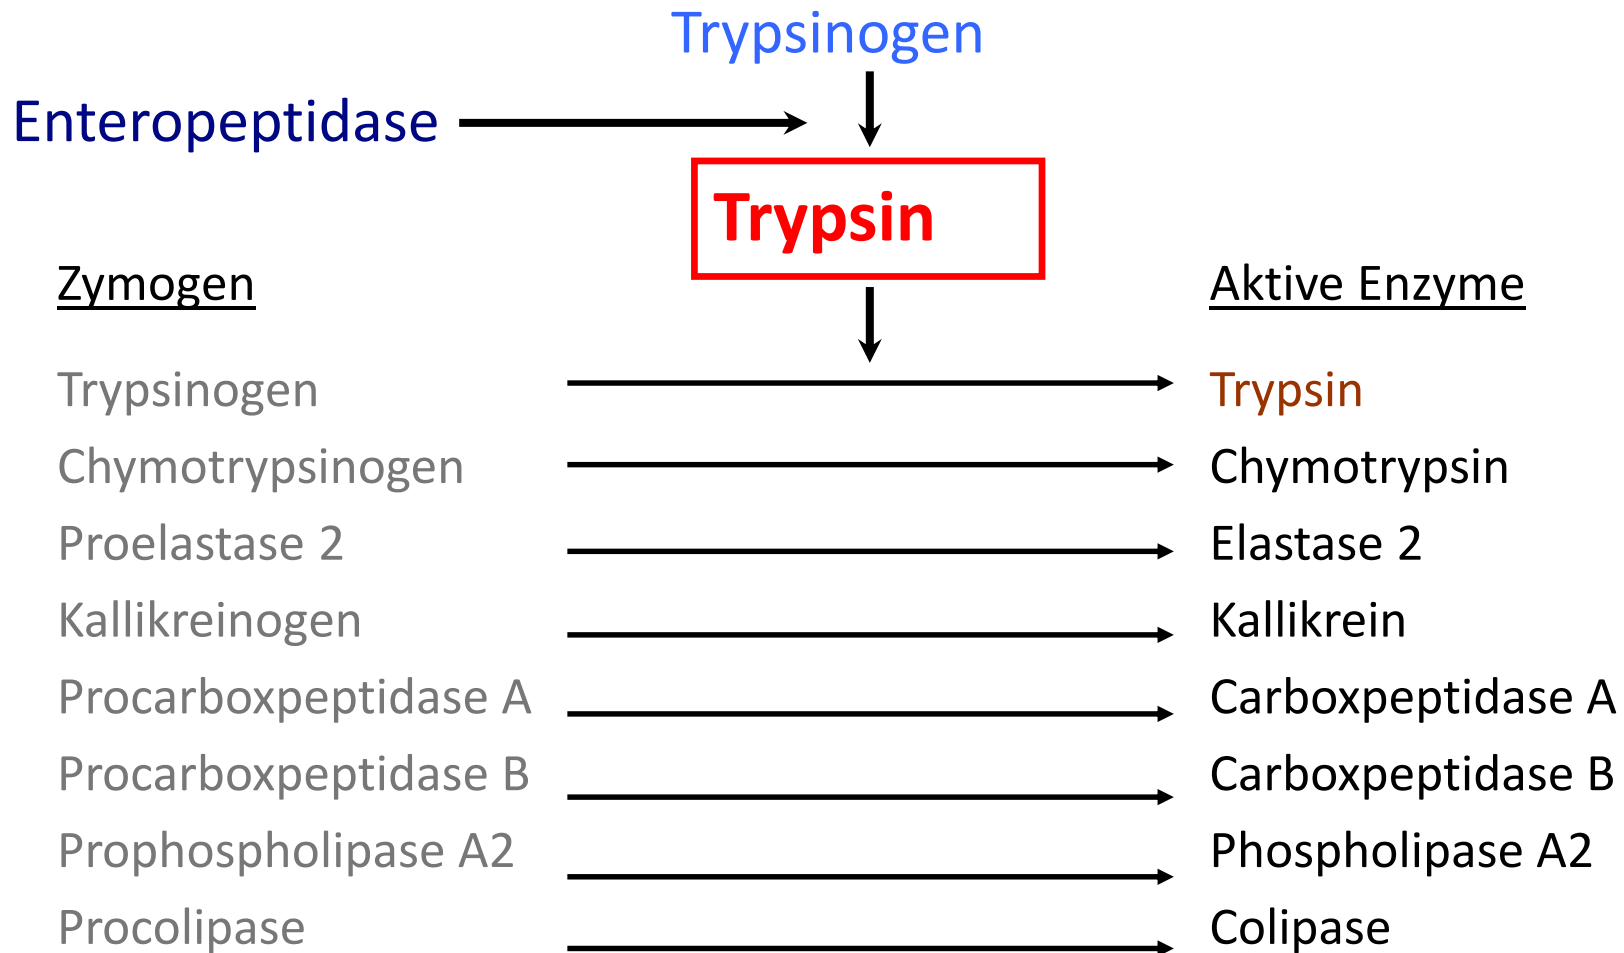 Trypsinogen
Enteropeptidase
Trypsin
Zymogen
Aktive Enzyme
Trypsinogen
Trypsin
Chymotrypsinogen
Chymotrypsin
Proelastase 2
Elastase 2
Kallikreinogen
Kallikrein
Procarboxpeptidase A
Carboxpeptidase A
Procarboxpeptidase B
Carboxpeptidase B
Prophospholipase A2
Phospholipase A2
Procolipase
Colipase